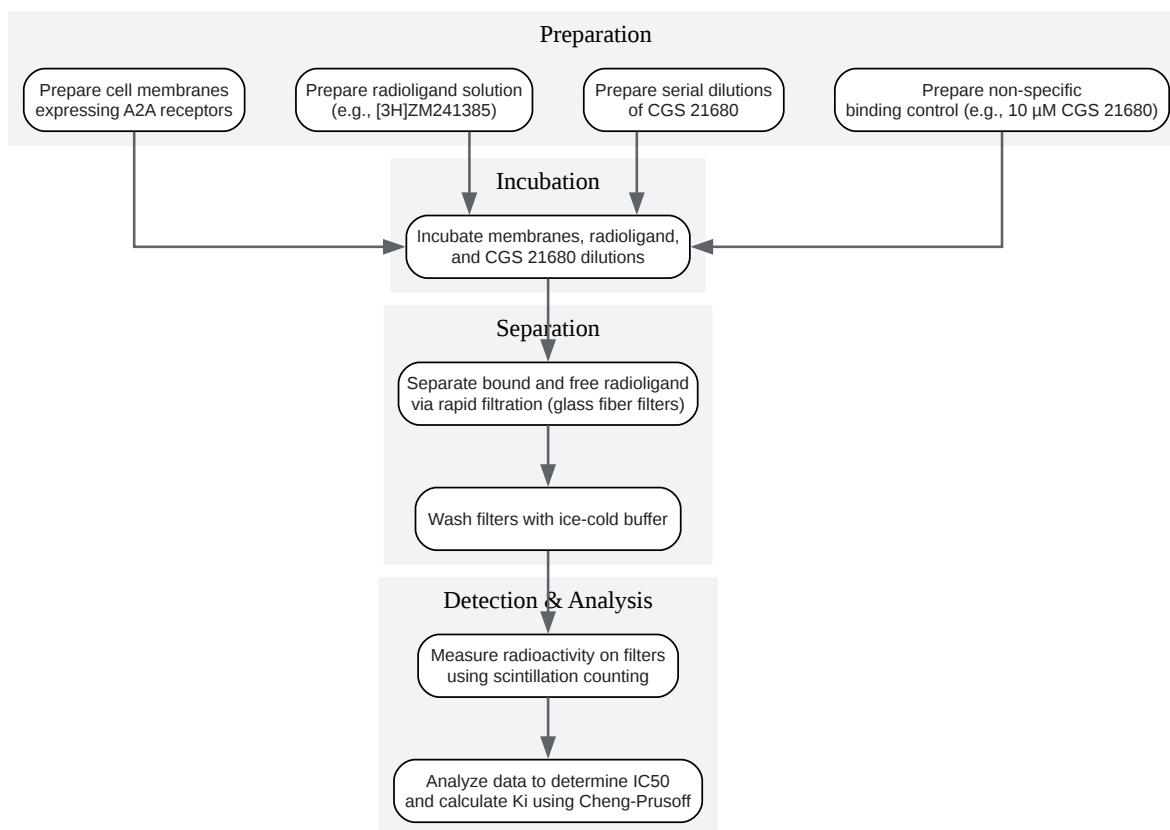 Preparation
Prepare cell membranes
expressing A2A receptors
Prepare radioligand solution
(e.g., [3H]ZM241385)
Prepare serial dilutions
of CGS 21680
Prepare non-specific
binding control (e.g., 10 µM CGS 21680)
Incubation
Incubate membranes, radioligand,
and CGS 21680 dilutions
Separation
Separate bound and free radioligand
via rapid filtration (glass fiber filters)
Wash filters with ice-cold buffer
Detection & Analysis
Measure radioactivity on filters
using scintillation counting
Analyze data to determine IC50
and calculate Ki using Cheng-Prusoff